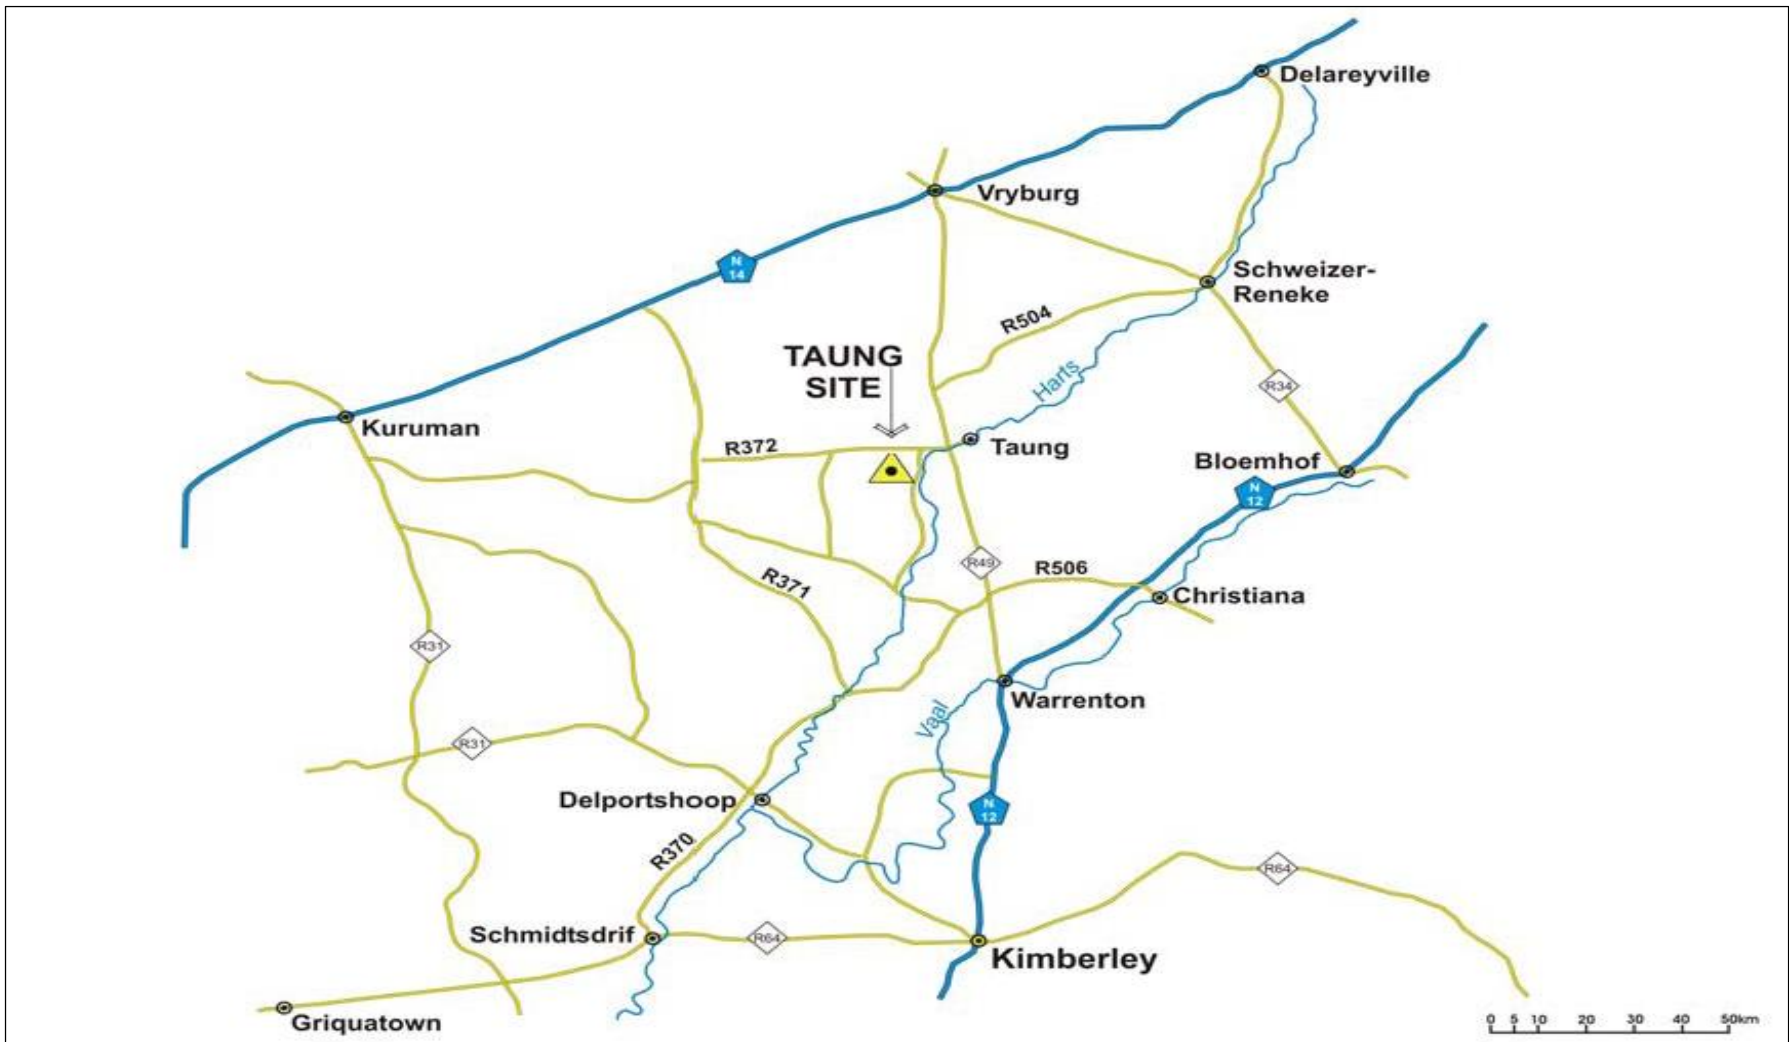 Delareyville
Vryburg
N
14
Schweizer-
Reneke
R504
TAUNG
SITE
Harts
R34
Kuruman
R372
Taung
Bloemhof
N
12
R49
R506
R371
Christiana
R31
Warrenton
Vaal
R31
Delportshoop
N
12
R370
R64
Schmidtsdrif
R64
Kimberley
Griquatown
0 5 10 20 30 40 50km